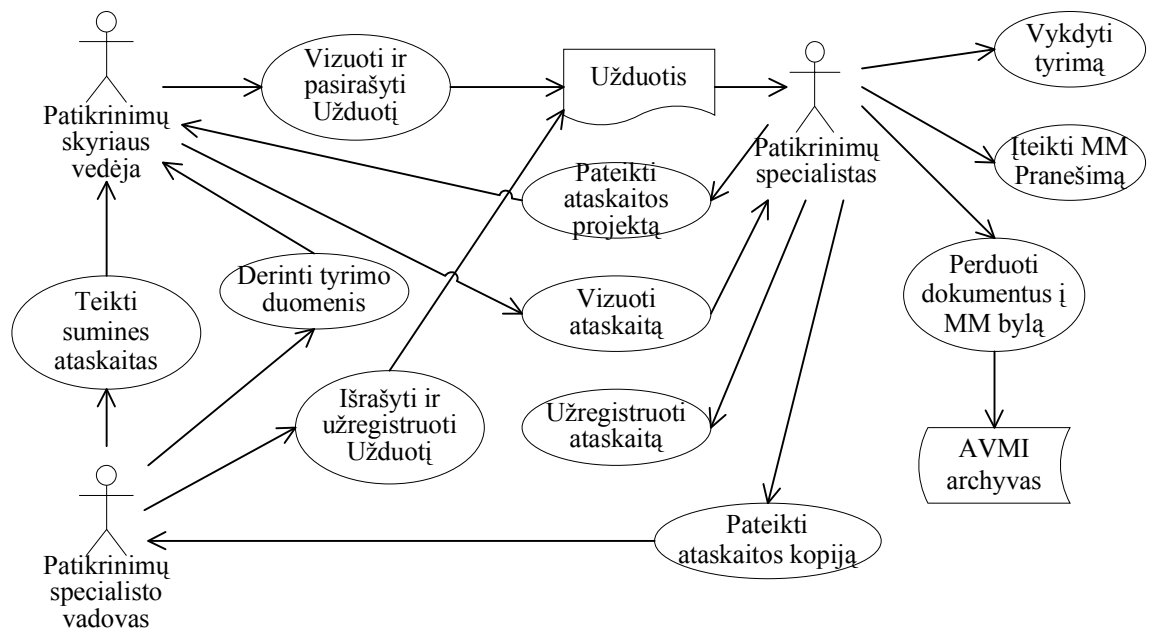 Vizuoti ir
pasirašyti
Užduotį
Užduotis
Vykdyti
tyrimą
Patikrinimų
skyriaus
vedėja
Patikrinimų
specialistas
Įteikti MM
Pranešimą
Pateikti
ataskaitos
projektą
Derinti tyrimo
duomenis
Perduoti
dokumentus į
MM bylą
Teikti
sumines
ataskaitas
Vizuoti
ataskaitą
Išrašyti ir
užregistruoti
Užduotį
Užregistruoti
ataskaitą
AVMI
archyvas
Pateikti
ataskaitos kopiją
Patikrinimų
specialisto
vadovas